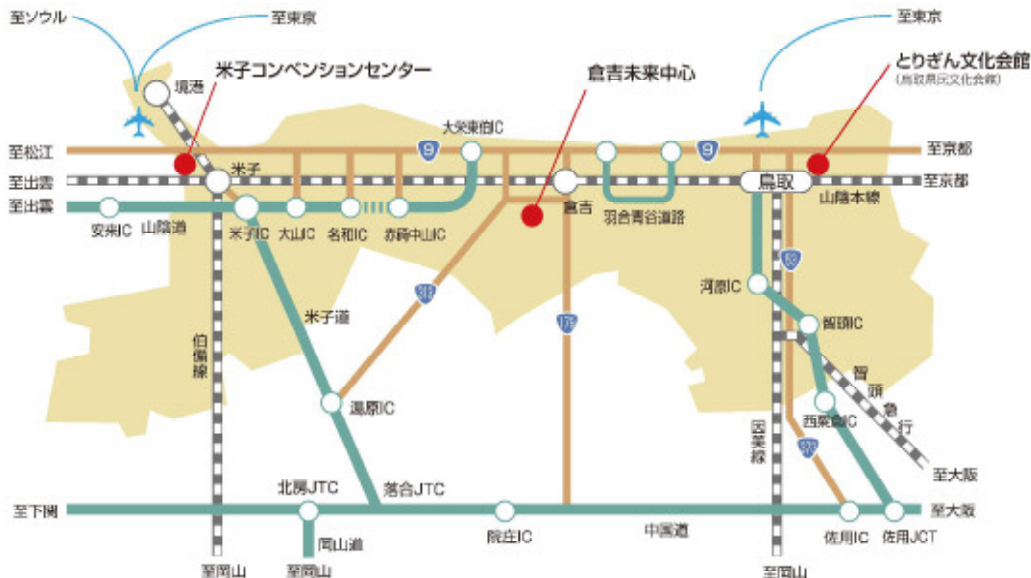 至ソウル
至東京
至東京
境港
米子コンベンションセンター
倉吉未来中心
とりぎん文化会館
(鳥取県民文化会館)
大栄東伯IC
至松江
9
9
至京都
至出雲
米子
鳥取
至京都
山陰本線
至出雲
倉吉
羽合青谷道路
安来IC
山陰道
米子IC
大山IC
名和IC
赤碕中山IC
53
河原IC
312
智頭IC
179
米子道
伯備線
智頭急行
湯原IC
西粟倉IC
因美線
373
至大阪
北房JTC
落合JTC
至下関
至大阪
院庄IC
中国道
佐用IC
佐用JCT
岡山道
至岡山
至岡山
至岡山